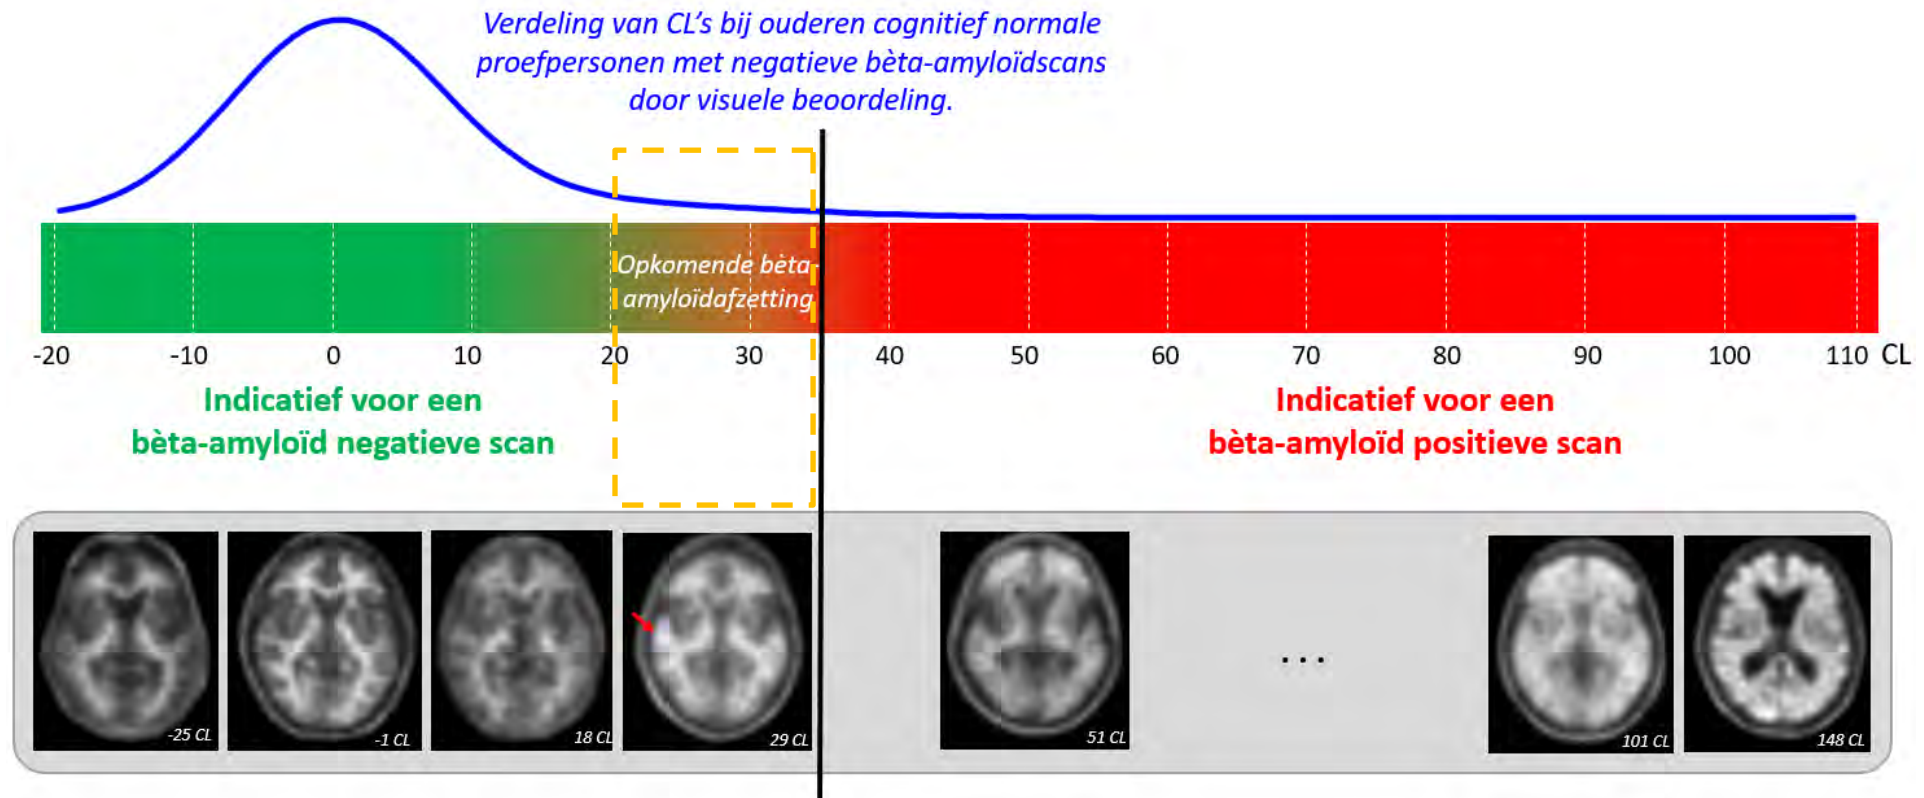 Verdeling van CL's bij ouderen cognitief normale
proefpersonen met negatieve bèta-amyloïdscans
door visuele beoordeling.
Opkomende bèta-
amyloïdafzetting
-20 -10 0 10 20 30 40 50 60 70 80 90 100 110 CL
Indicatief voor een
bèta-amyloïd negatieve scan
Indicatief voor een
bèta-amyloïd positieve scan
-25 CL
-1 CL
18 CL
29 CL
51 CL
...
101 CL
148 CL